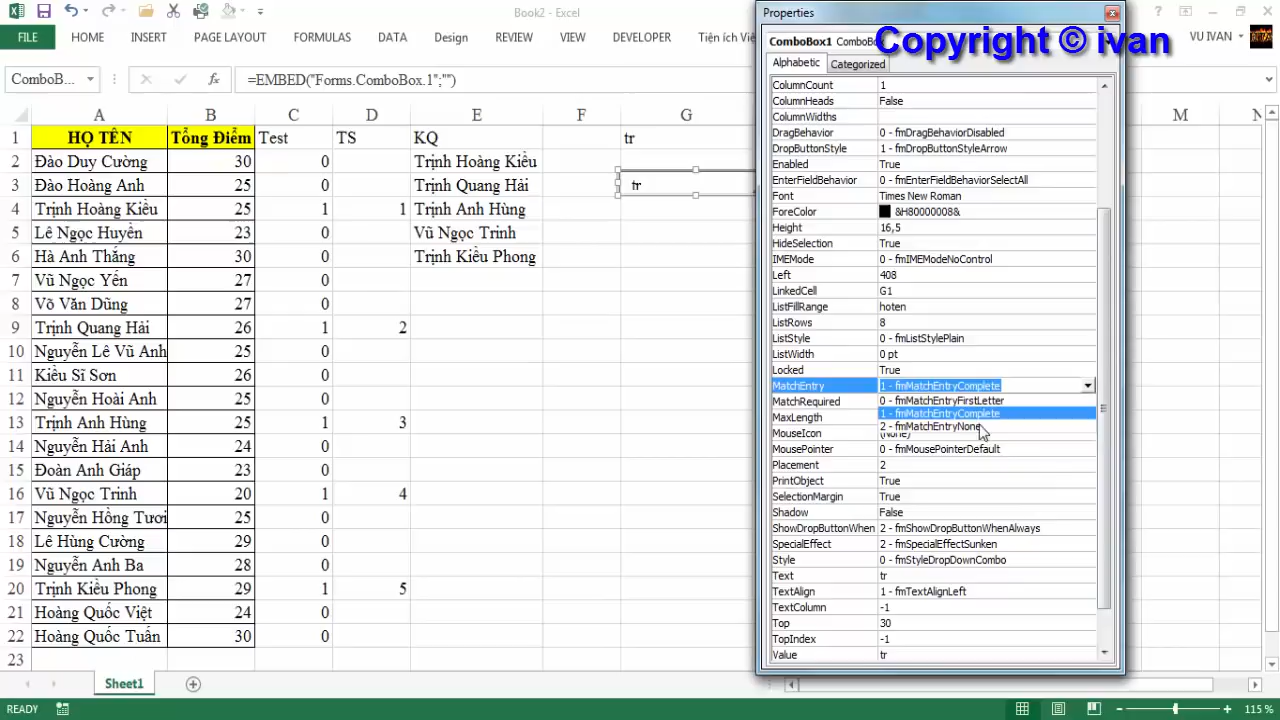 Book2 - Excel
FILE HOME INSERT PAGE LAYOUT FORMULAS DATA Design REVIEW VIEW DEVELOPER Tiện ích Việ VU IVAN
ComboB... =EMBED("Forms.ComboBox.1";"")
A B C D E F G M N
1 HỌ TÊN Tổng Điểm Test TS KQ tr
2 Đào Duy Cường 30 0 Trịnh Hoàng Kiều
3 Đào Hoàng Anh 25 0 Trịnh Quang Hải tr
4 Trịnh Hoàng Kiều 25 1 1 Trịnh Anh Hùng
5 Lê Ngọc Huyền 23 0 Vũ Ngọc Trinh
6 Hà Anh Thắng 30 0 Trịnh Kiều Phong
7 Vũ Ngọc Yến 27 0
8 Võ Văn Dũng 27 0
9 Trịnh Quang Hải 26 1 2
10 Nguyễn Lê Vũ Anh 25 0
11 Kiều Sĩ Sơn 26 0
12 Nguyễn Hoài Anh 25 0
13 Trịnh Anh Hùng 25 1 3
14 Nguyễn Hải Anh 24 0
15 Đoàn Anh Giáp 23 0
16 Vũ Ngọc Trinh 20 1 4
17 Nguyễn Hồng Tươi 25 0
18 Lê Hùng Cường 29 0
19 Nguyễn Anh Ba 28 0
20 Trịnh Kiều Phong 29 1 5
21 Hoàng Quốc Việt 24 0
22 Hoàng Quốc Tuấn 30 0
23
Sheet1
READY 115 %
Properties
Copyright © ivan
ComboBox1 ComboBo
Alphabetic Categorized
ColumnCount 1
ColumnHeads False
ColumnWidths
DragBehavior 0 - fmDragBehaviorDisabled
DropButtonStyle 1 - fmDropButtonStyleArrow
Enabled True
EnterFieldBehavior 0 - fmEnterFieldBehaviorSelectAll
Font Times New Roman
ForeColor &H80000008&
Height 16,5
HideSelection True
IMEMode 0 - fmIMEModeNoControl
Left 408
LinkedCell G1
ListFillRange hoten
ListRows 8
ListStyle 0 - fmListStylePlain
ListWidth 0 pt
Locked True
MatchEntry 1 - fmMatchEntryComplete
MatchRequired 0 - fmMatchEntryFirstLetter
MaxLength 1 - fmMatchEntryComplete
2 - fmMatchEntryNone
MouseIcon (None)
MousePointer 0 - fmMousePointerDefault
Placement 2
PrintObject True
SelectionMargin True
Shadow False
ShowDropButtonWhen 2 - fmShowDropButtonWhenAlways
SpecialEffect 2 - fmSpecialEffectSunken
Style 0 - fmStyleDropDownCombo
Text tr
TextAlign 1 - fmTextAlignLeft
TextColumn -1
Top 30
TopIndex -1
Value tr